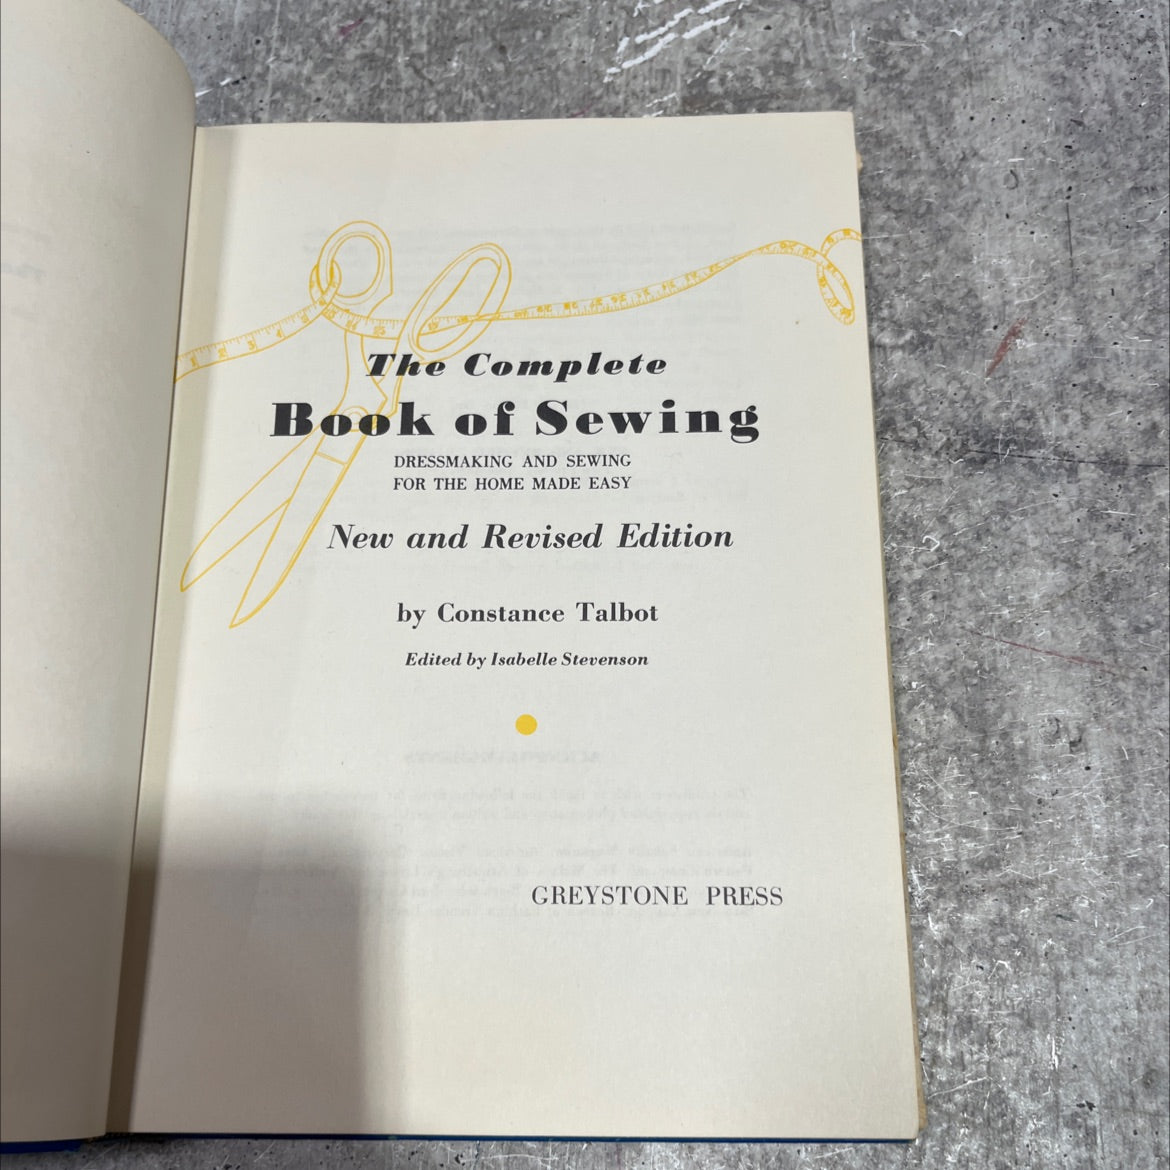 The Complete
Book of Sewing
DRESSMAKING AND SEWING
FOR THE HOME MADE EASY
New and Revised Edition
by Constance Talbot
Edited by Isabelle Stevenson
GREYSTONE PRESS